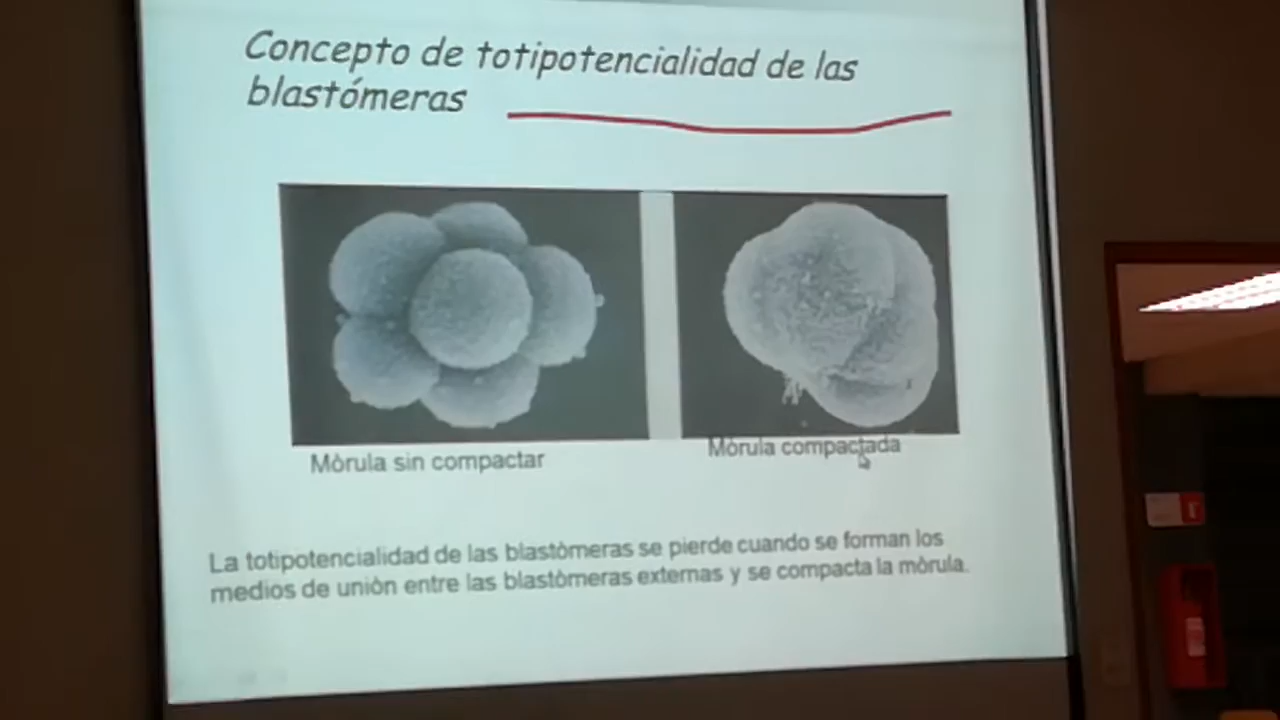 Concepto de totipotencialidad de las
blastómeras
Mòrula sin compactar
Mòrula compactada
La totipotencialidad de las blastòmeras se pierde cuando se forman los
medios de uniòn entre las blastòmeras externas y se compacta la mòrula.